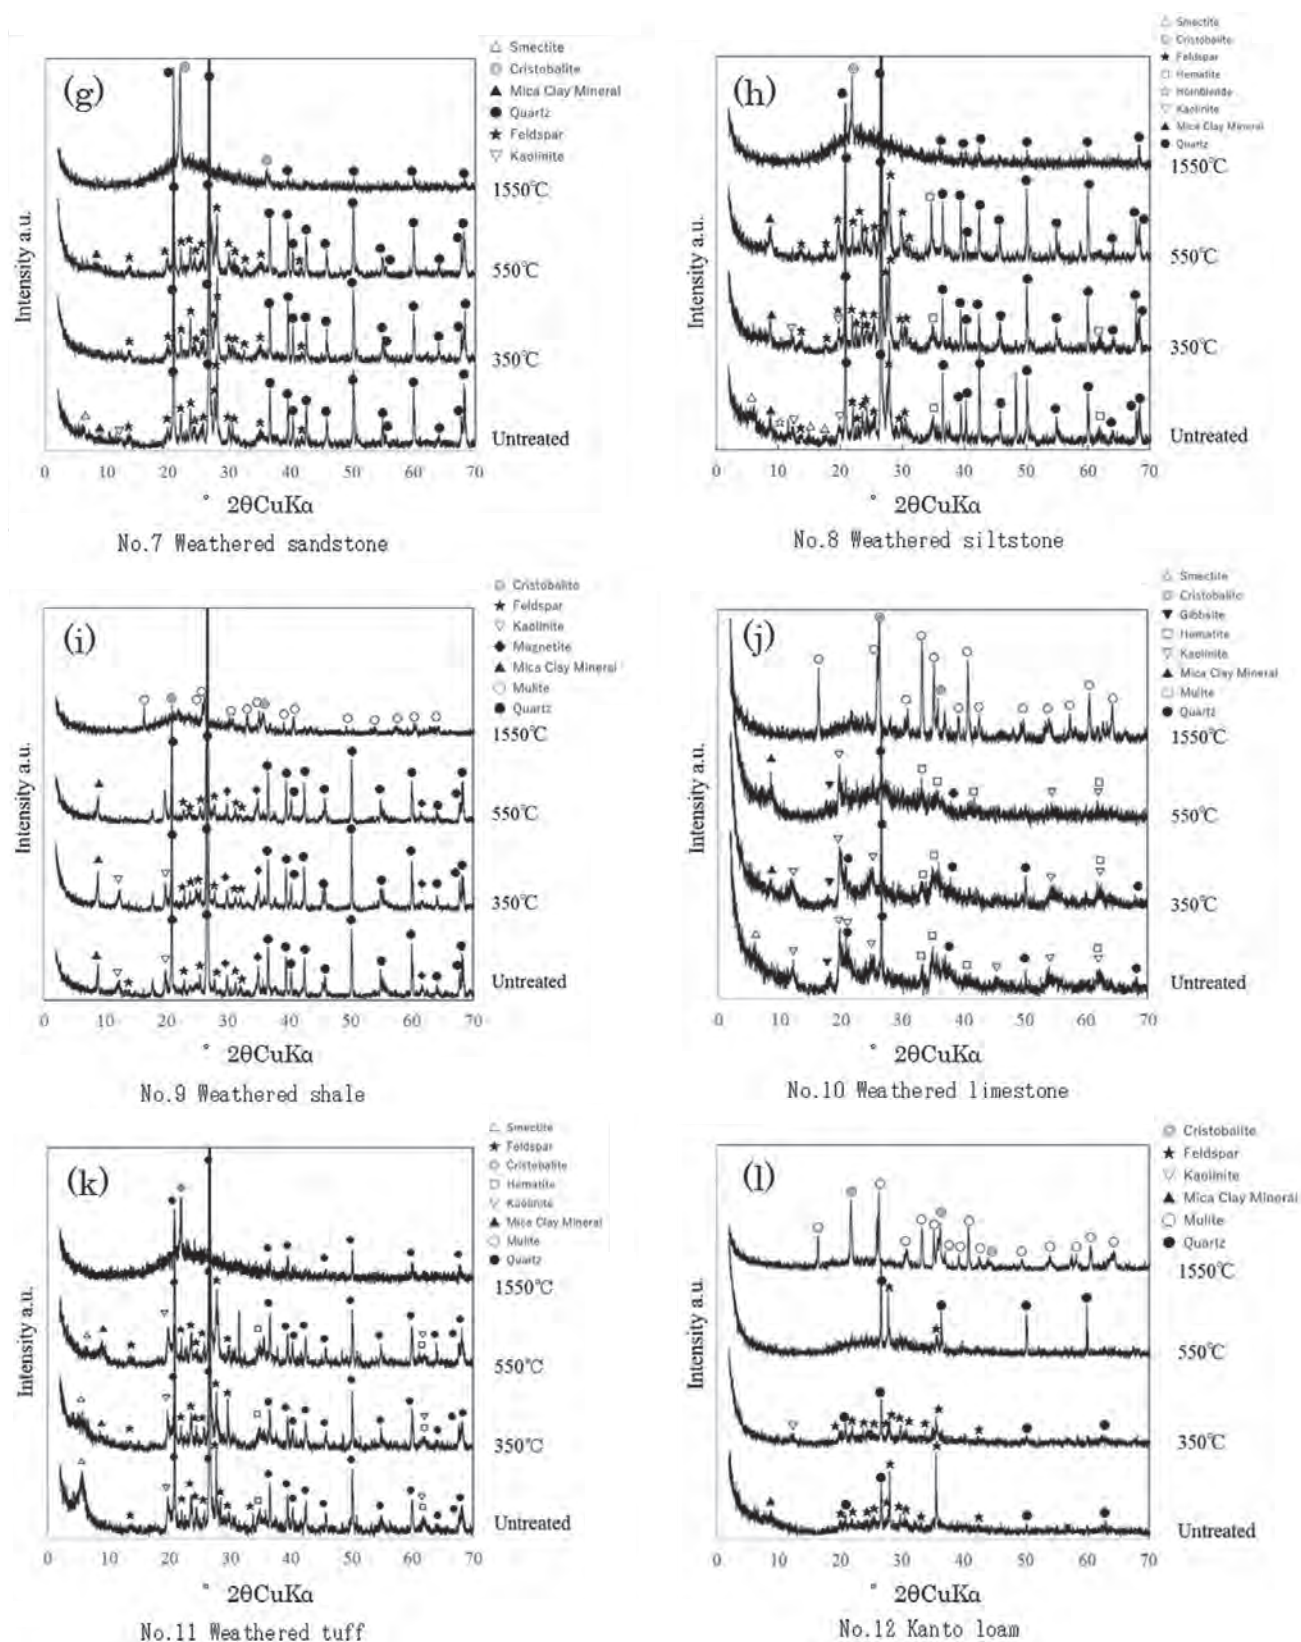 (g)
△ Smectite
◎ Cristobalite
▲ Mica Clay Mineral
● Quartz
★ Feldspar
▽ Kaolinite
1550℃
550℃
350℃
Untreated
Intensity a.u.
0 10 20 30 40 50 60 70
° 2θCuKα
No.7 Weathered sandstone
(h)
△ Smectite
◎ Cristobalite
★ Feldspar
□ Hematite
☆ Hornblende
▽ Kaolinite
▲ Mica Clay Mineral
● Quartz
1550℃
550℃
350℃
Untreated
Intensity a.u.
0 10 20 30 40 50 60 70
° 2θCuKα
No.8 Weathered siltstone
(i)
◎ Cristobalite
★ Feldspar
▽ Kaolinite
◆ Magnetite
▲ Mica Clay Mineral
○ Mulite
● Quartz
1550℃
550℃
350℃
Untreated
Intensity a.u.
0 10 20 30 40 50 60 70
° 2θCuKα
No.9 Weathered shale
(j)
△ Smectite
◎ Cristobalite
▼ Gibbsite
□ Hematite
▽ Kaolinite
▲ Mica Clay Mineral
○ Mulite
● Quartz
1550℃
550℃
350℃
Untreated
Intensity a.u.
0 10 20 30 40 50 60 70
° 2θCuKα
No.10 Weathered limestone
(k)
△ Smectite
★ Feldspar
◎ Cristobalite
□ Hematite
▽ Kaolinite
▲ Mica Clay Mineral
○ Mulite
● Quartz
1550℃
550℃
350℃
Untreated
Intensity a.u.
0 10 20 30 40 50 60 70
° 2θCuKα
No.11 Weathered tuff
(l)
◎ Cristobalite
★ Feldspar
▽ Kaolinite
▲ Mica Clay Mineral
○ Mulite
● Quartz
1550℃
550℃
350℃
Untreated
Intensity a.u.
0 10 20 30 40 50 60 70
° 2θCuKα
No.12 Kanto loam